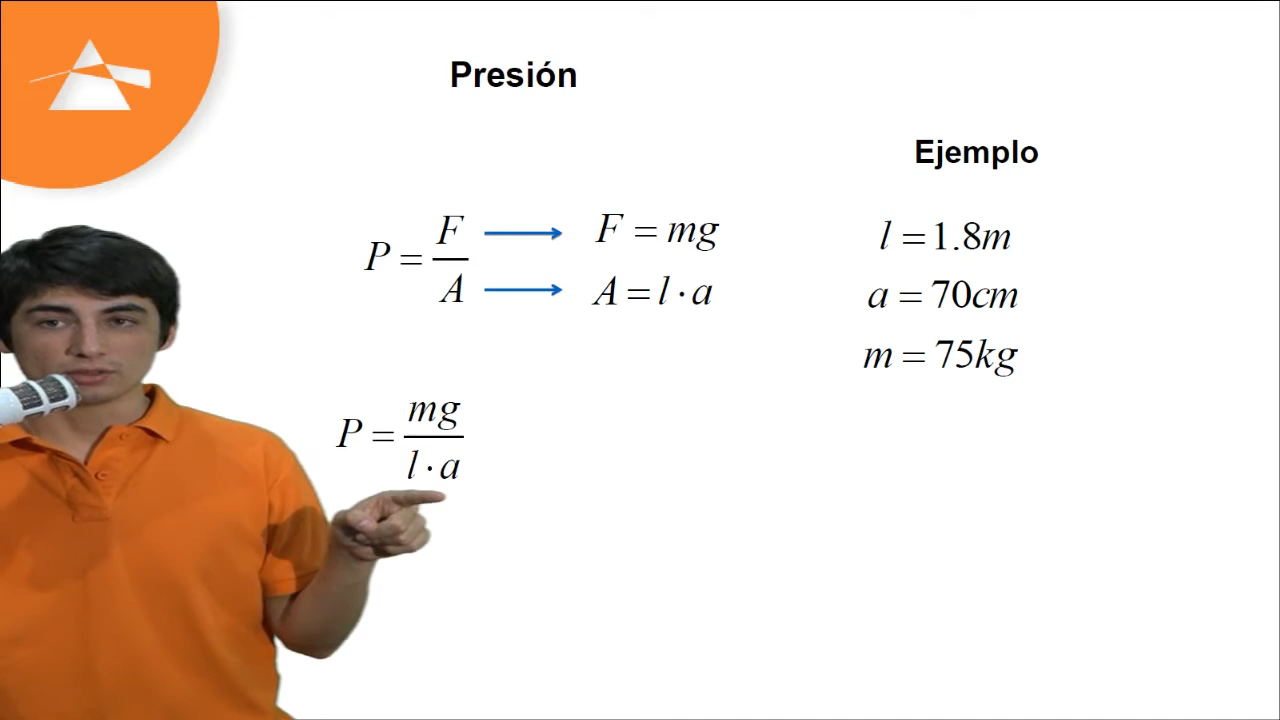 Presión
Ejemplo
P = F/A → F = mg
→ A = l · a
P = mg/l · a
l = 1.8m
a = 70cm
m = 75kg